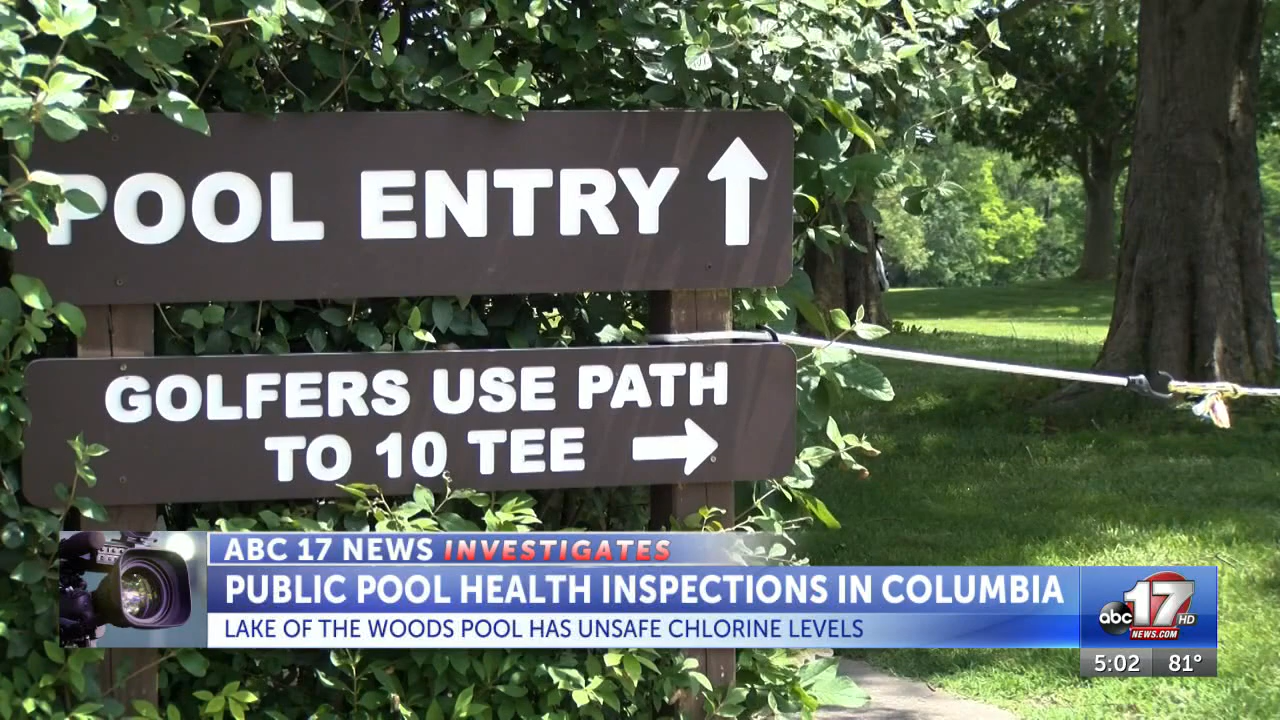 POOL ENTRY
GOLFERS USE PATH
TO 10 TEE
ABC 17 NEWS INVESTIGATES
PUBLIC POOL HEALTH INSPECTIONS IN COLUMBIA
LAKE OF THE WOODS POOL HAS UNSAFE CHLORINE LEVELS
abc 17 HD
NEWS.COM
5:02 81°